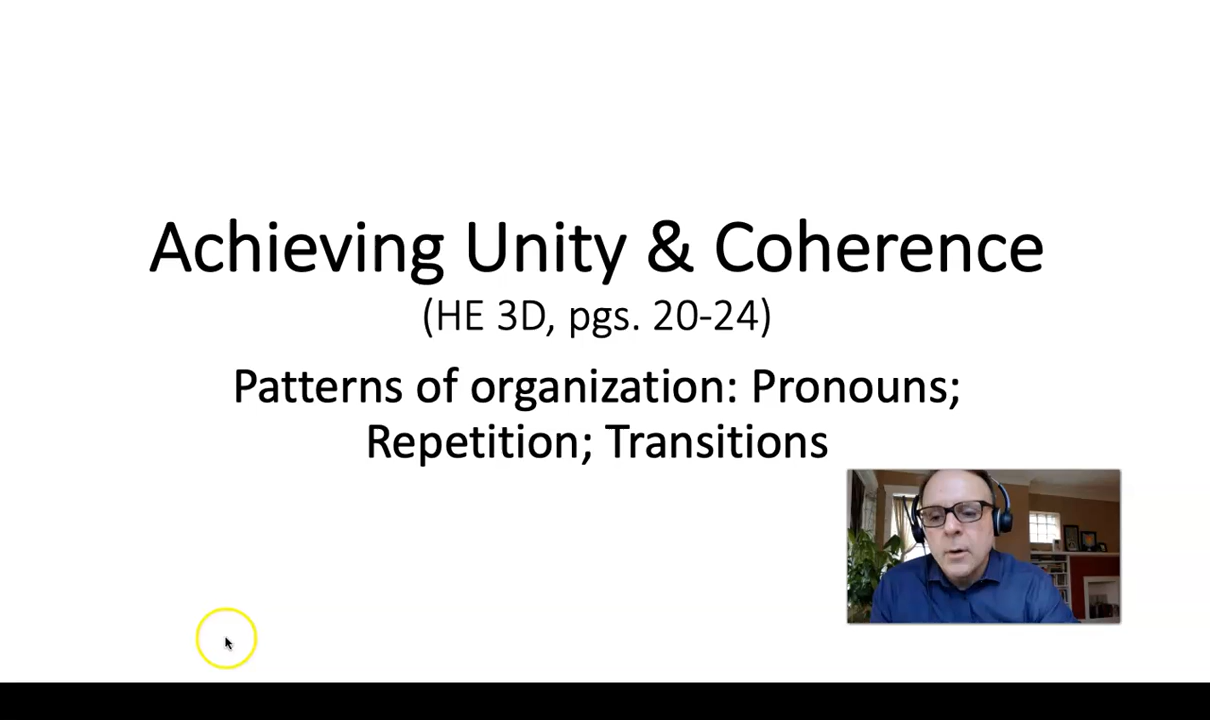 Achieving Unity & Coherence
(HE 3D, pgs. 20-24)
Patterns of organization: Pronouns;
Repetition; Transitions